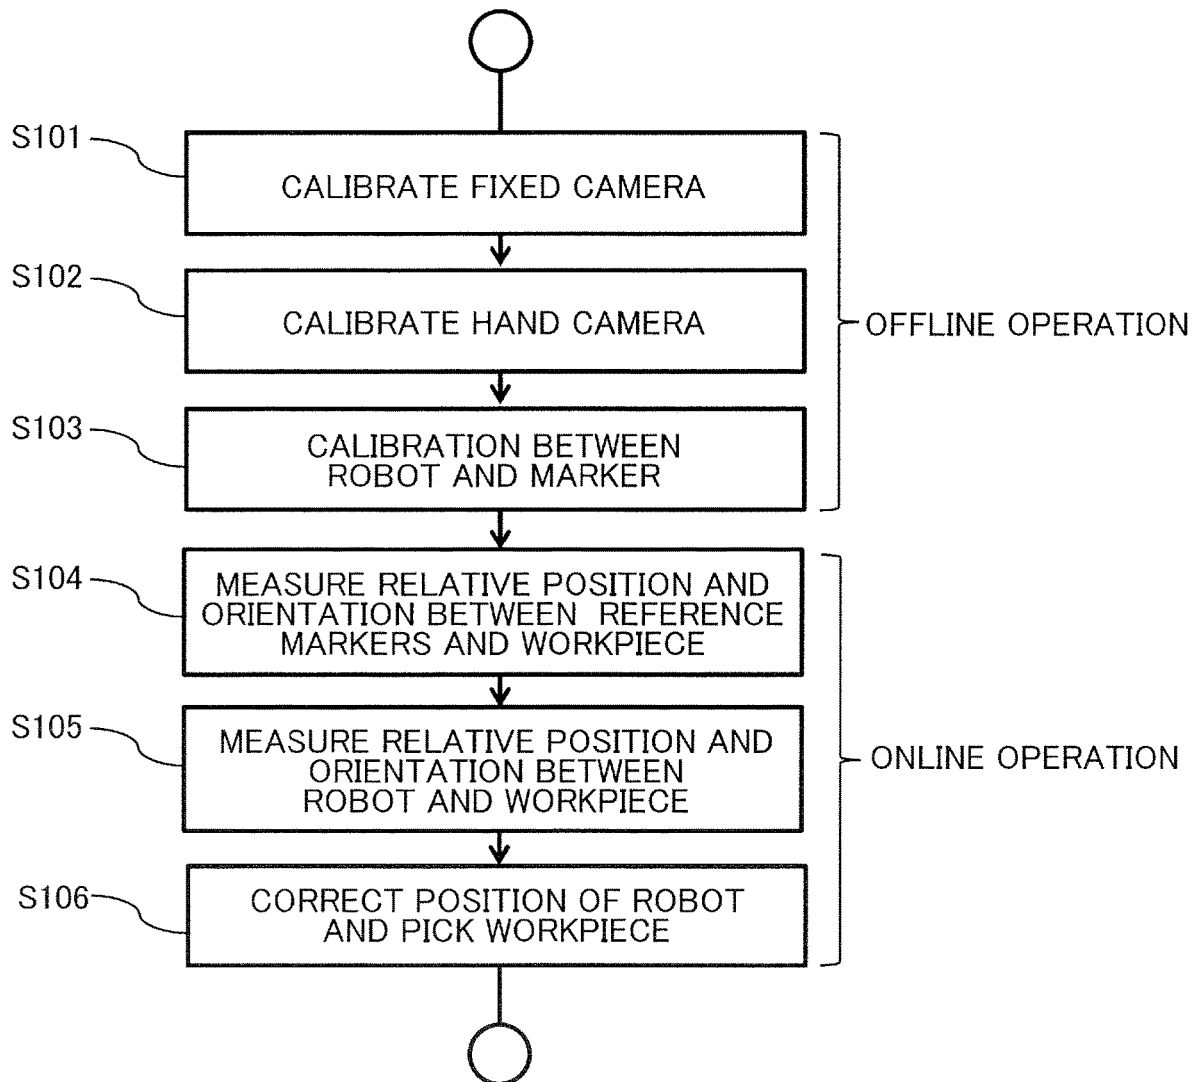 S101
CALIBRATE FIXED CAMERA
S102
CALIBRATE HAND CAMERA
OFFLINE OPERATION
S103
CALIBRATION BETWEEN
ROBOT AND MARKER
S104
MEASURE RELATIVE POSITION AND
ORIENTATION BETWEEN REFERENCE
MARKERS AND WORKPIECE
S105
MEASURE RELATIVE POSITION AND
ORIENTATION BETWEEN
ROBOT AND WORKPIECE
ONLINE OPERATION
S106
CORRECT POSITION OF ROBOT
AND PICK WORKPIECE